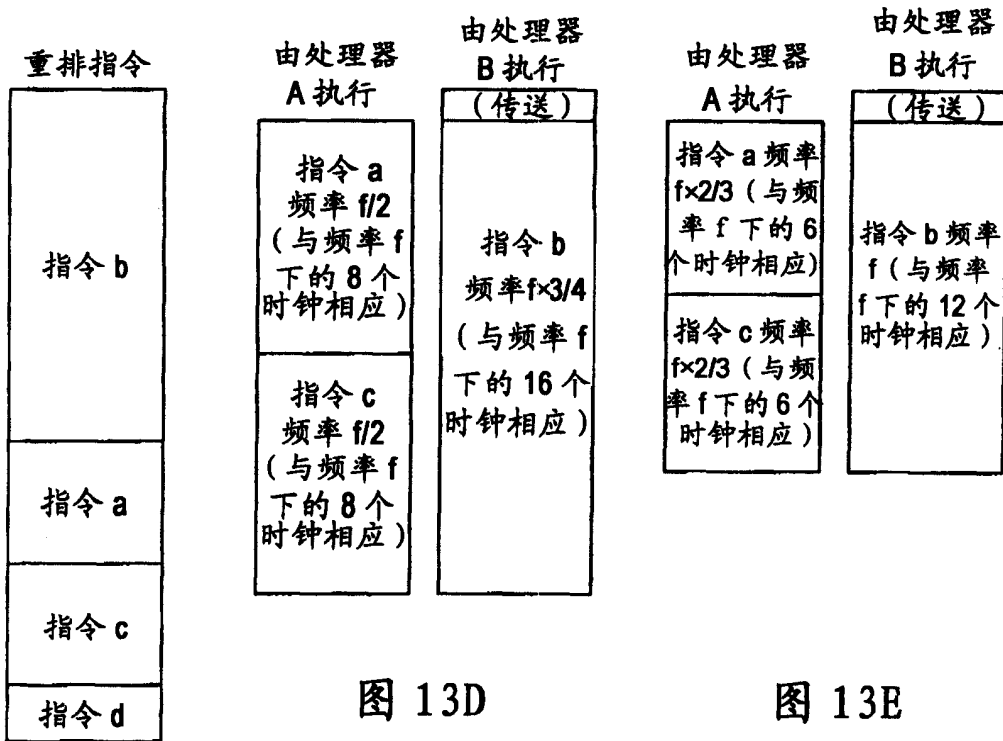 重排指令
指令 b
指令 a
指令 c
指令 d
由处理器
A 执行
指令 a
频率 f/2
（与频率 f
下的 8 个
时钟相应）
指令 c
频率 f/2
（与频率 f
下的 8 个
时钟相应）
由处理器
B 执行
（传送）
指令 b
频率f×3/4
（与频率 f
下的 16 个
时钟相应）
图 13D
由处理器
A 执行
指令 a 频率
f×2/3（与频
率 f 下的 6
个时钟相应)
指令 c 频率
f×2/3（与频
率 f 下的 6 个
时钟相应）
由处理器
B 执行
（传送）
指令 b 频率
f（与频率
f 下的 12 个
时钟相应）
图 13E